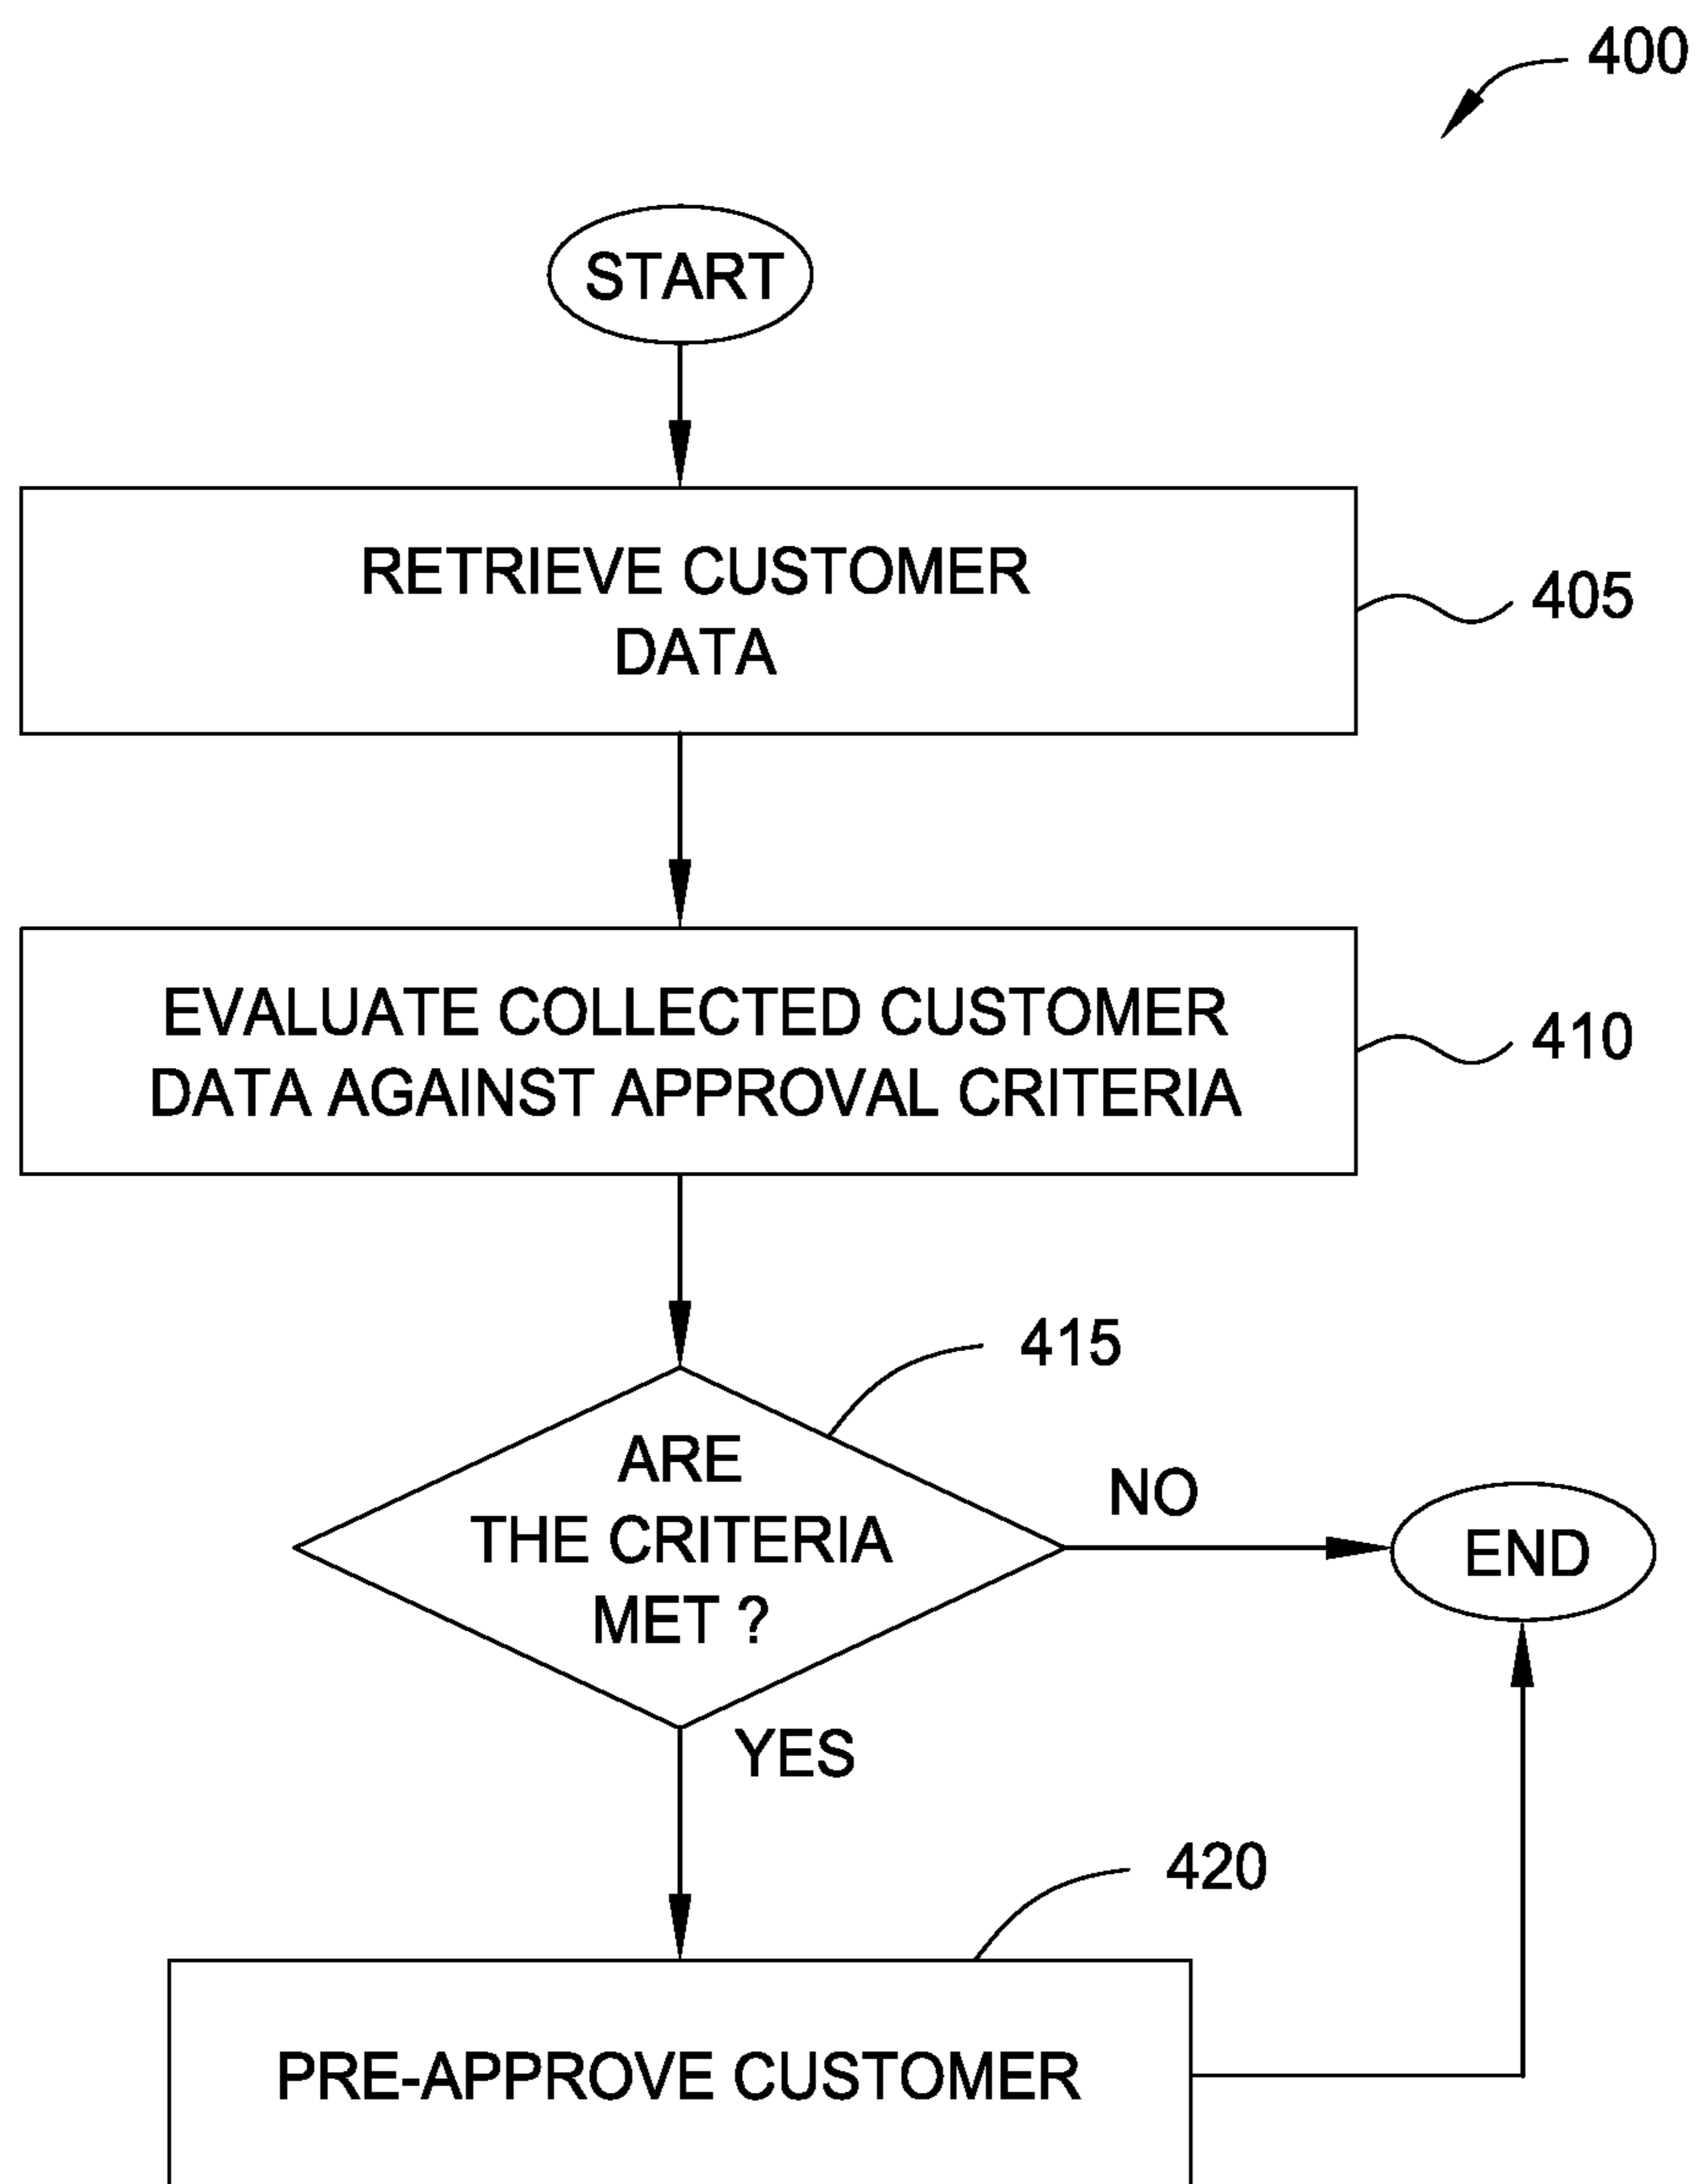 400
START
RETRIEVE CUSTOMER
DATA
405
EVALUATE COLLECTED CUSTOMER
DATA AGAINST APPROVAL CRITERIA
410
415
ARE
THE CRITERIA
MET ?
NO
END
YES
420
PRE-APPROVE CUSTOMER